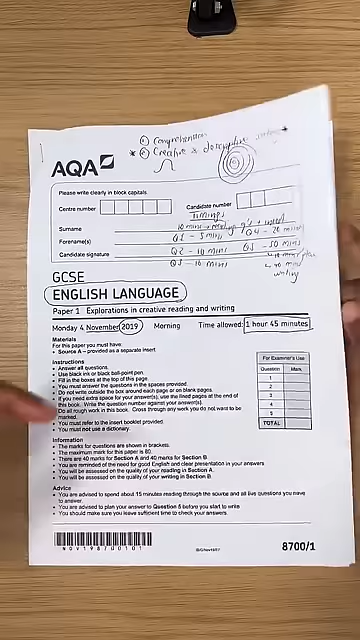 ① Comprehension
* ② Creative & descriptive
AQA
Please write clearly in block capitals.
Centre number
Candidate number
Timings
Surname
10 mins → reading q's + insert
Forename(s)
Q1 - 5 mins
Q4 - 20 mins
Candidate signature
Q2 - 10 mins
Q5 - 50 mins
Q3 - 10 mins
↳ 10 mins plan
↳ 40 mins writing
GCSE
ENGLISH LANGUAGE
Paper 1 Explorations in creative reading and writing
Monday 4 November 2019 Morning Time allowed: 1 hour 45 minutes
Materials
For this paper you must have:
• Source A – provided as a separate insert.
Instructions
• Answer all questions.
• Use black ink or black ball-point pen.
• Fill in the boxes at the top of this page.
• You must answer the questions in the spaces provided.
• Do not write outside the box around each page or on blank pages.
• If you need extra space for your answer(s), use the lined pages at the end of
this book. Write the question number against your answer(s).
• Do all rough work in this book. Cross through any work you do not want to be
marked.
• You must refer to the insert booklet provided.
• You must not use a dictionary.
For Examiner's Use
Question Mark
1
2
3
4
5
TOTAL
Information
• The marks for questions are shown in brackets.
• The maximum mark for this paper is 80.
• There are 40 marks for Section A and 40 marks for Section B.
• You are reminded of the need for good English and clear presentation in your answers.
• You will be assessed on the quality of your reading in Section A.
• You will be assessed on the quality of your writing in Section B.
Advice
• You are advised to spend about 15 minutes reading through the source and all five questions you have
to answer.
• You are advised to plan your answer to Question 5 before you start to write.
• You should make sure you leave sufficient time to check your answers.
NOV198700101
IB/G/Nov19/E7
8700/1